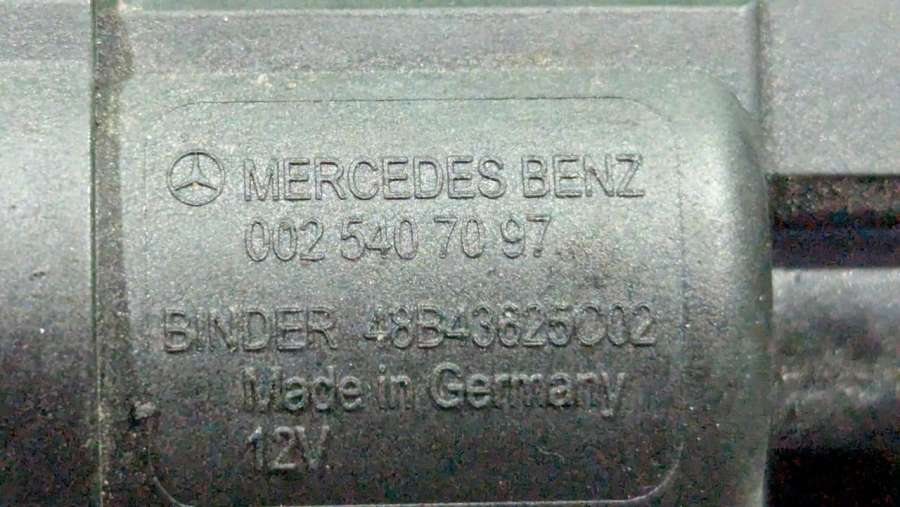 MERCEDES BENZ
002 540 70 97
BINDER 48B43625C02
Made in Germany
12V